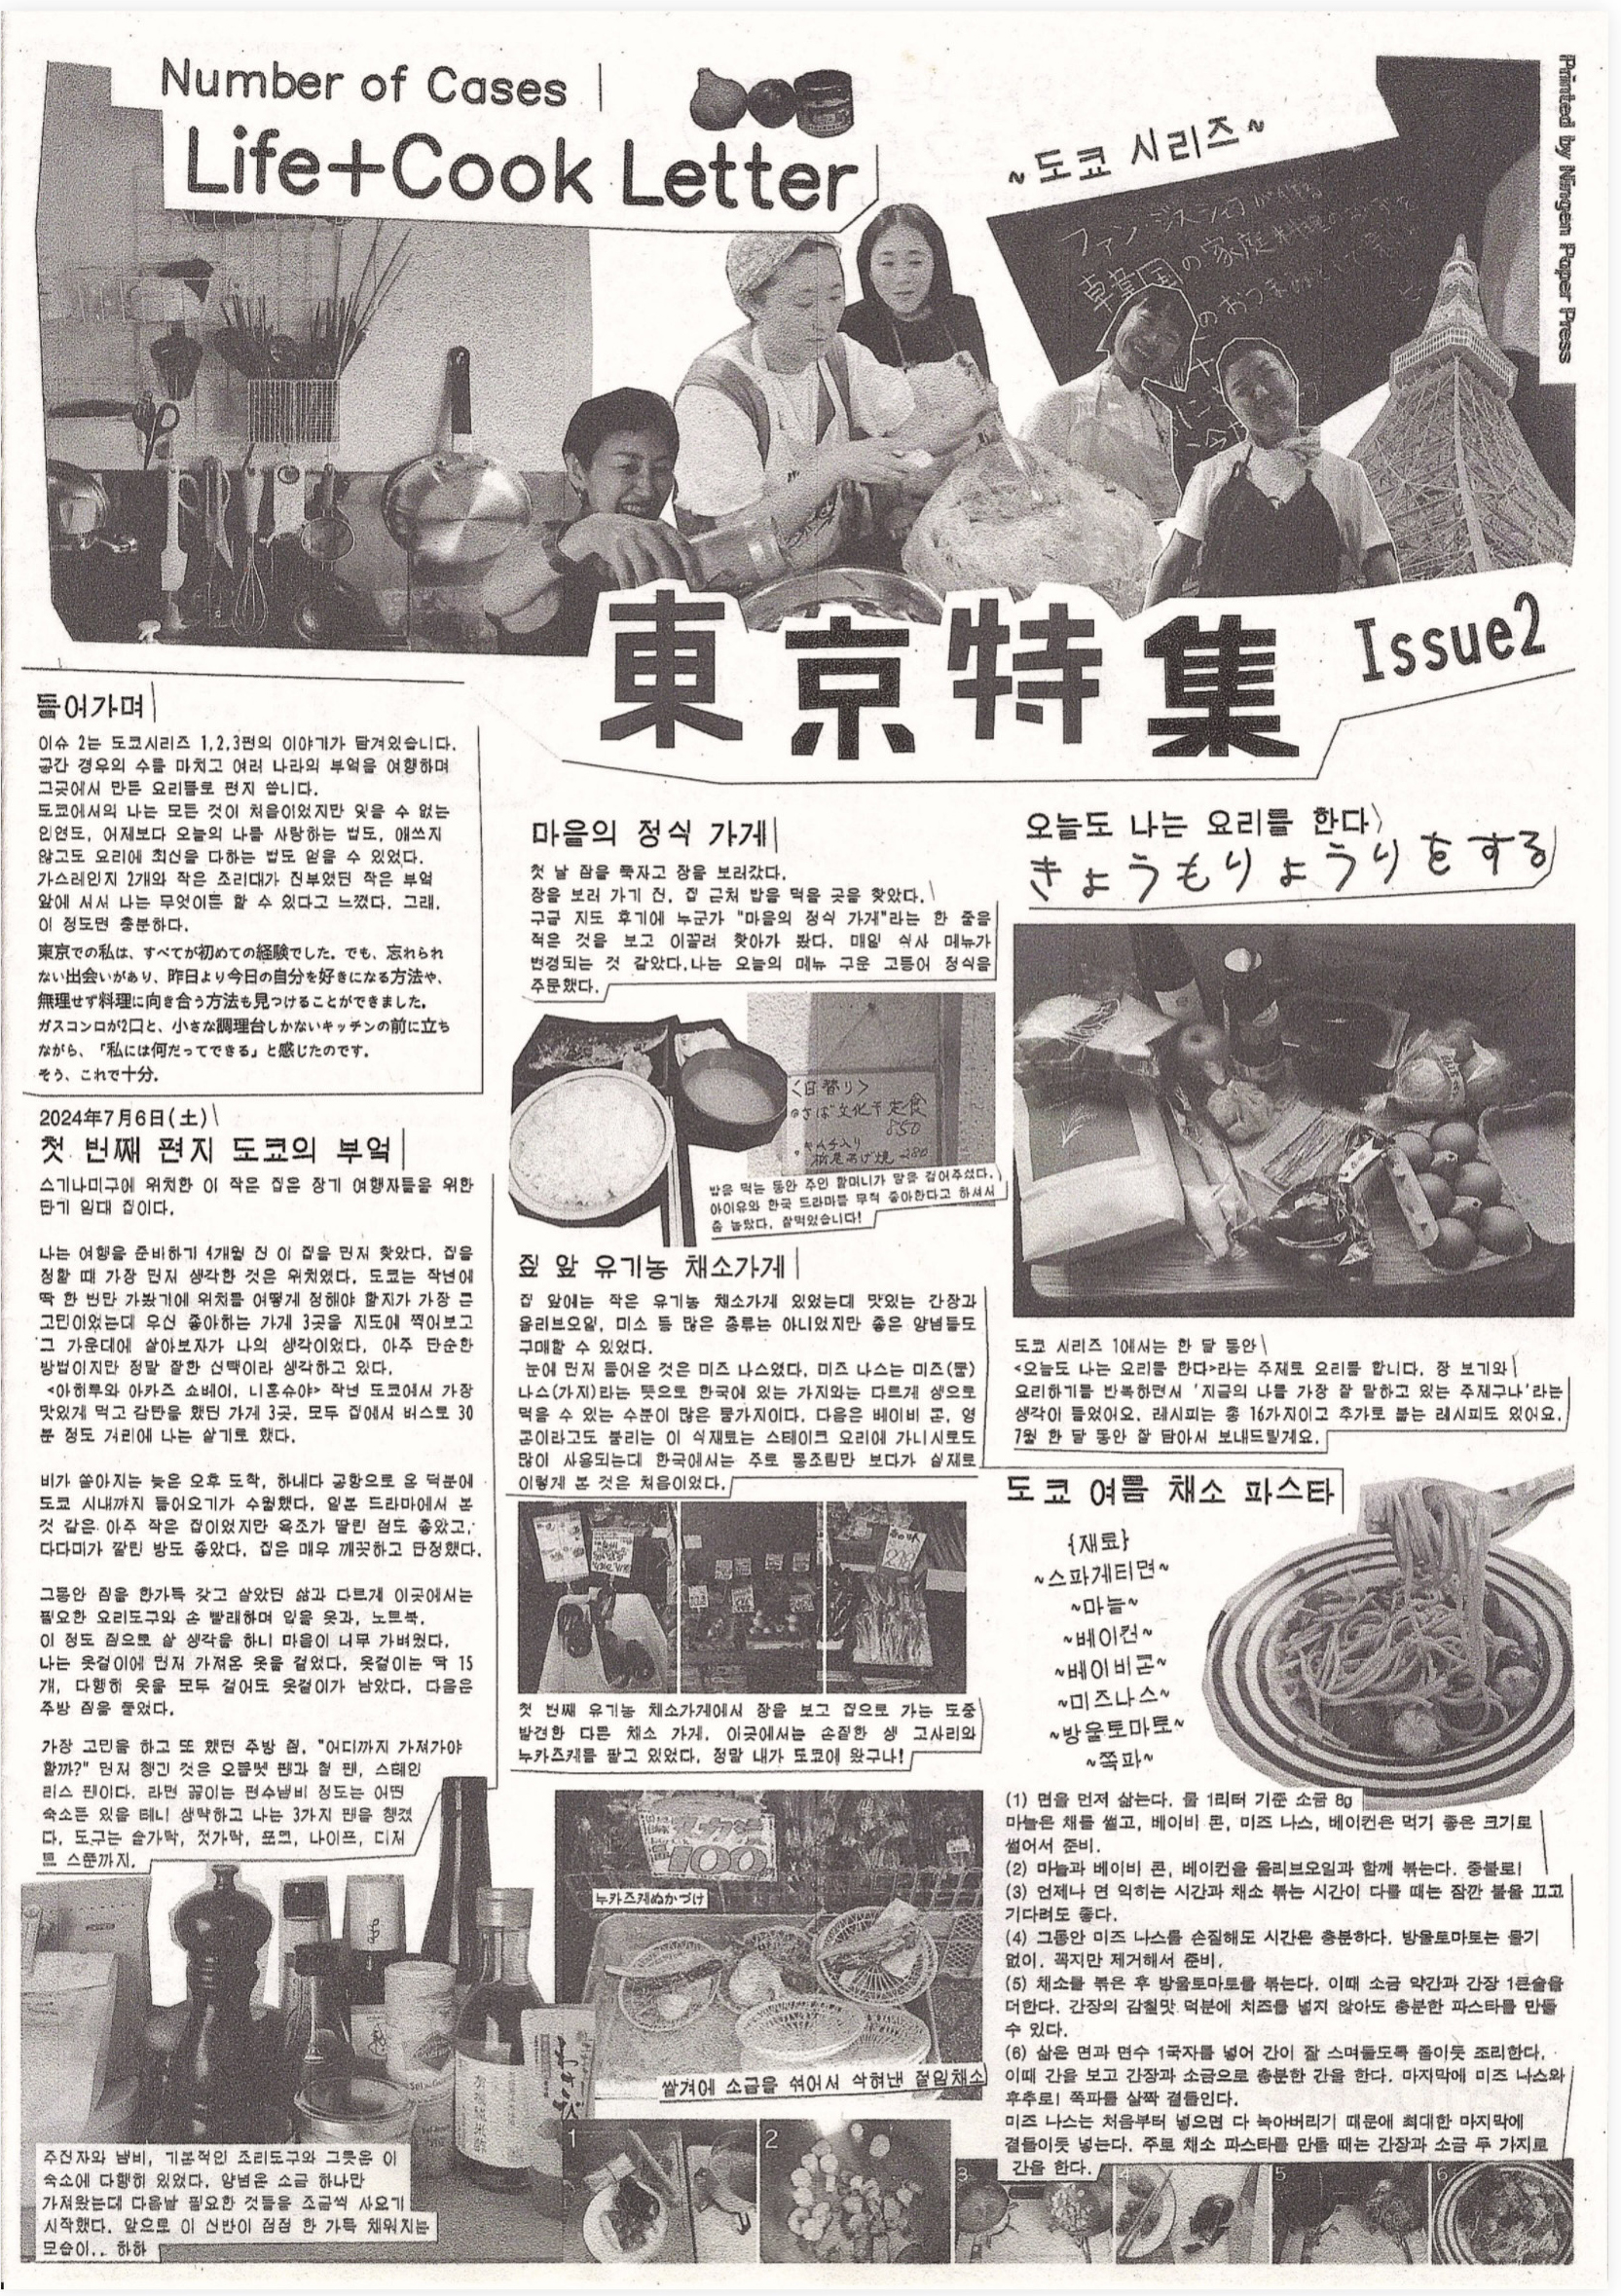 Number of Cases
Life+Cook Letter
~도쿄 시리즈~
Printed by Ningen Paper Press
東京特集
Issue2
들어가며
이슈 2는 도쿄시리즈 1,2,3편의 이야기가 담겨있습니다.
공간 경우의 수를 마치고 여러 나라의 부엌을 여행하며
그곳에서 만든 요리들로 편지 씁니다.
도쿄에서의 나는 모든 것이 처음이었지만 잊을 수 없는
인연도, 어제보다 오늘의 나를 사랑하는 법도, 애쓰지
않고도 요리에 최선을 다하는 법도 얻을 수 있었다.
가스레인지 2개와 작은 조리대가 전부였던 작은 부엌
앞에 서서 나는 무엇이든 할 수 있다고 느꼈다. 그래.
이 정도면 충분하다.
東京での私は、すべてが初めての経験でした。でも、忘れられ
ない出会いがあり、昨日より今日の自分を好きになる方法や、
無理せず料理に向き合う方法も見つけることができました。
ガスコンロが2口と、小さな調理台しかないキッチンの前に立ち
ながら、「私には何だってできる」と感じたのです。
そう、これで十分。
2024年7月6日(土)
첫 번째 편지 도쿄의 부엌
스기나미구에 위치한 이 작은 집은 장기 여행자들을 위한
단기 임대 집이다.
나는 여행을 준비하기 4개월 전 이 집을 먼저 찾았다. 집을
정할 때 가장 먼저 생각한 것은 위치였다. 도쿄는 작년에
딱 한 번만 가봤기에 위치를 어떻게 정해야 할지가 가장 큰
고민이었는데 우선 좋아하는 가게 3곳을 지도에 찍어보고
그 가운데에 살아보자가 나의 생각이었다. 아주 단순한
방법이지만 정말 잘한 선택이라 생각하고 있다.
<아히루와 아카즈 쇼베이, 니혼슈야> 작년 도쿄에서 가장
맛있게 먹고 감탄을 했던 가게 3곳. 모두 집에서 버스로 30
분 정도 거리에 나는 살기로 했다.
비가 쏟아지는 늦은 오후 도착, 하네다 공항으로 온 덕분에
도쿄 시내까지 들어오기가 수월했다. 일본 드라마에서 본
것 같은 아주 작은 집이었지만 욕조가 딸린 점도 좋았고,
다다미가 깔린 방도 좋았다. 집은 매우 깨끗하고 단정했다.
그동안 짐을 한가득 갖고 살았던 삶과 다르게 이곳에서는
필요한 요리도구와 손 빨래하며 입을 옷과, 노트북.
이 정도 짐으로 살 생각을 하니 마음이 너무 가벼웠다.
나는 옷걸이에 먼저 가져온 옷을 걸었다. 옷걸이는 딱 15
개, 다행히 옷을 모두 걸어도 옷걸이가 남았다. 다음은
주방 짐을 풀었다.
가장 고민을 하고 또 했던 주방 짐. "어디까지 가져가야
할까?" 먼저 챙긴 것은 오믈렛 팬과 철 팬, 스테인
리스 팬이다. 라면 끓이는 편수냄비 정도는 어떤
숙소든 있을 테니 생략하고 나는 3가지 팬을 챙겼
다. 도구는 숟가락, 젓가락, 포크, 나이프, 디저
트 스푼까지.
주전자와 냄비, 기본적인 조리도구와 그릇은 이
숙소에 다행히 있었다. 양념은 소금 하나만
가져왔는데 다음날 필요한 것들을 조금씩 사오기
시작했다. 앞으로 이 선반이 점점 한 가득 채워지는
모습이.. 하하
마을의 정식 가게
첫 날 잠을 푹자고 장을 보러갔다.
장을 보러 가기 전, 집 근처 밥을 먹을 곳을 찾았다.
구글 지도 후기에 누군가 "마을의 정식 가게"라는 한 줄을
적은 것을 보고 이끌려 찾아가 봤다. 매일 식사 메뉴가
변경되는 것 같았다.나는 오늘의 메뉴 구운 고등어 정식을
주문했다.
<日替り>
さば文化干定食
850
밥을 먹는 동안 주인 할머니가 말을 걸어주셨다.
아이유와 한국 드라마를 무척 좋아한다고 하셔서
좀 놀랐다. 잘먹었습니다!
짚 앞 유기농 채소가게
집 앞에는 작은 유기농 채소가게 있었는데 맛있는 간장과
올리브오일, 미소 등 많은 종류는 아니었지만 좋은 양념들도
구매할 수 있었다.
눈에 먼저 들어온 것은 미즈 나스였다. 미즈 나스는 미즈(물)
나스(가지)라는 뜻으로 한국에 있는 가지와는 다르게 생으로
먹을 수 있는 수분이 많은 물가지이다. 다음은 베이비 콘, 영
콘이라고도 불리는 이 식재료는 스테이크 요리에 가니시로도
많이 사용되는데 한국에서는 주로 통조림만 보다가 실제로
이렇게 본 것은 처음이었다.
첫 번째 유기농 채소가게에서 장을 보고 집으로 가는 도중
발견한 다른 채소 가게. 이곳에서는 손질한 생 고사리와
누카즈케를 팔고 있었다. 정말 내가 도쿄에 왔구나!
100
누카즈케ぬかづけ
쌀겨에 소금을 섞어서 삭혀낸 절임채소
오늘도 나는 요리를 한다
きょうもりょうりをする
도쿄 시리즈 1에서는 한 달 동안
<오늘도 나는 요리를 한다>라는 주제로 요리를 합니다. 장 보기와
요리하기를 반복하면서 '지금의 나를 가장 잘 말하고 있는 주제구나'라는
생각이 들었어요. 레시피는 총 16가지이고 추가로 붙는 레시피도 있어요.
7월 한 달 동안 잘 담아서 보내드릴게요.
도쿄 여름 채소 파스타
{재료}
~스파게티면~
~마늘~
~베이컨~
~베이비콘~
~미즈나스~
~방울토마토~
~쪽파~
(1) 면을 먼저 삶는다. 물 1리터 기준 소금 8g
마늘은 채를 썰고, 베이비 콘, 미즈 나스, 베이컨은 먹기 좋은 크기로
썰어서 준비.
(2) 마늘과 베이비 콘, 베이컨을 올리브오일과 함께 볶는다. 중불로!
(3) 언제나 면 익히는 시간과 채소 볶는 시간이 다를 때는 잠깐 불을 끄고
기다려도 좋다.
(4) 그동안 미즈 나스를 손질해도 시간은 충분하다. 방울토마토는 물기
없이. 꼭지만 제거해서 준비.
(5) 채소를 볶은 후 방울토마토를 볶는다. 이때 소금 약간과 간장 1큰술을
더한다. 간장의 감칠맛 덕분에 치즈를 넣지 않아도 충분한 파스타를 만들
수 있다.
(6) 삶은 면과 면수 1국자를 넣어 간이 잘 스며들도록 졸이듯 조리한다.
이때 간을 보고 간장과 소금으로 충분한 간을 한다. 마지막에 미즈 나스와
후추로! 쪽파를 살짝 곁들인다.
미즈 나스는 처음부터 넣으면 다 녹아버리기 때문에 최대한 마지막에
곁들이듯 넣는다. 주로 채소 파스타를 만들 때는 간장과 소금 두 가지로
간을 한다.
1
2
3
4
5
6